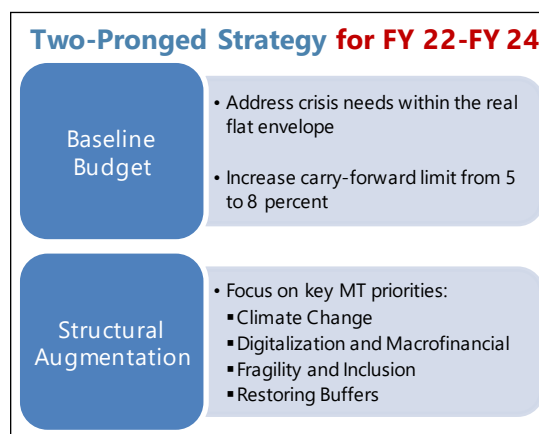 Two-Pronged Strategy for FY 22-FY 24
Baseline
Budget
• Address crisis needs within the real
flat envelope
• Increase carry-forward limit from 5
to 8 percent
Structural
Augmentation
• Focus on key MT priorities:
▪ Climate Change
▪ Digitalization and Macrofinancial
▪ Fragility and Inclusion
▪ Restoring Buffers